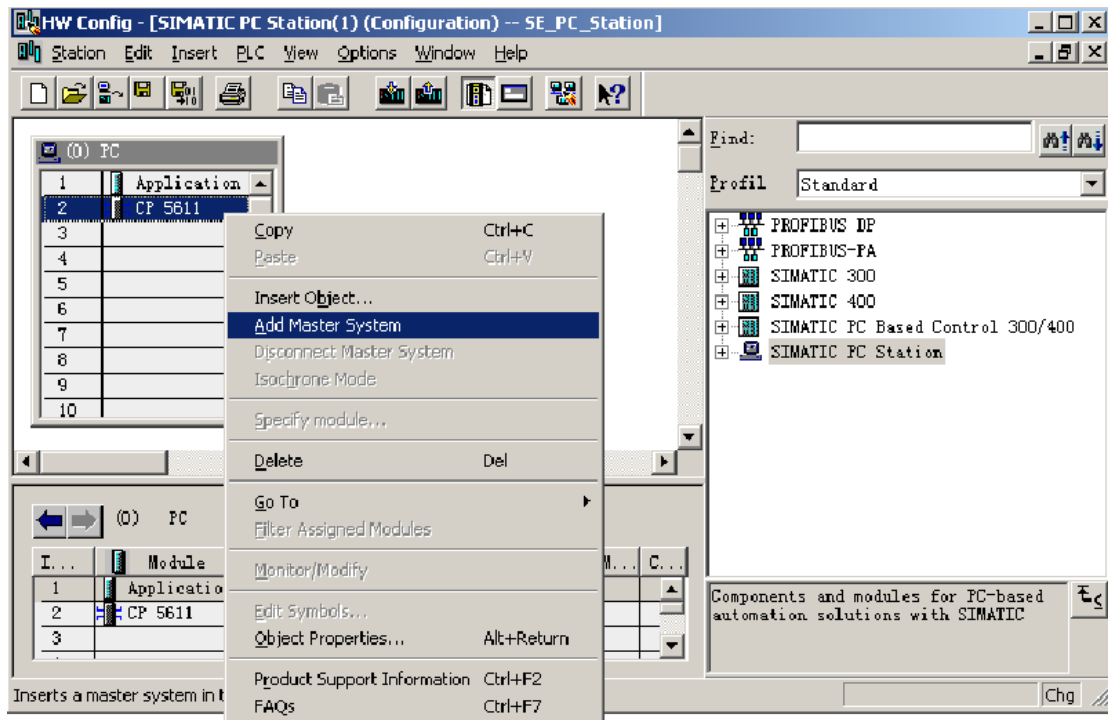 HW Config - [SIMATIC PC Station(1) (Configuration) -- SE_PC_Station]
Station Edit Insert PLC View Options Window Help
(0) PC
1 Application
2 CP 5611
3
4
5
6
7
8
9
10
Copy Ctrl+C
Paste Ctrl+V
Insert Object...
Add Master System
Disconnect Master System
Isochrone Mode
Specify module...
Delete Del
Go To
Filter Assigned Modules
Monitor/Modify
Edit Symbols...
Object Properties... Alt+Return
Product Support Information Ctrl+F2
FAQs Ctrl+F7
Find:
Profil Standard
PROFIBUS DP
PROFIBUS-PA
SIMATIC 300
SIMATIC 400
SIMATIC PC Based Control 300/400
SIMATIC PC Station
(0) PC
I... Module M... C...
1 Applicatio
2 CP 5611
3
Components and modules for PC-based
automation solutions with SIMATIC
Inserts a master system in t
Chg